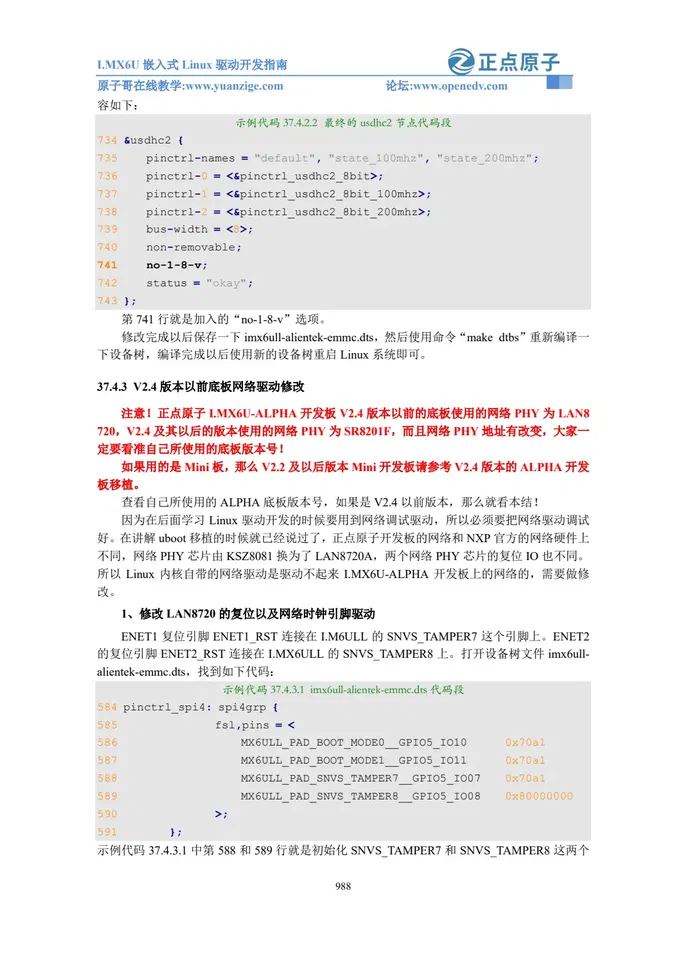 I.MX6U 嵌入式 Linux 驱动开发指南
正点原子
原子哥在线教学:www.yuanzige.com 论坛:www.openedv.com
容如下：
示例代码 37.4.2.2 最终的 usdhc2 节点代码段
734 &usdhc2 {
735 pinctrl-names = "default", "state_100mhz", "state_200mhz";
736 pinctrl-0 = <&pinctrl_usdhc2_8bit>;
737 pinctrl-1 = <&pinctrl_usdhc2_8bit_100mhz>;
738 pinctrl-2 = <&pinctrl_usdhc2_8bit_200mhz>;
739 bus-width = <8>;
740 non-removable;
741 no-1-8-v;
742 status = "okay";
743 };
第 741 行就是加入的“no-1-8-v”选项。
修改完成以后保存一下 imx6ull-alientek-emmc.dts，然后使用命令“make dtbs”重新编译一
下设备树，编译完成以后使用新的设备树重启 Linux 系统即可。
37.4.3 V2.4 版本以前底板网络驱动修改
注意！正点原子 I.MX6U-ALPHA 开发板 V2.4 版本以前的底板使用的网络 PHY 为 LAN8
720，V2.4 及其以后的版本使用的网络 PHY 为 SR8201F，而且网络 PHY 地址有改变，大家一
定要看准自己所使用的底板版本号！
如果用的是 Mini 板，那么 V2.2 及以后版本 Mini 开发板请参考 V2.4 版本的 ALPHA 开发
板移植。
查看自己所使用的 ALPHA 底板版本号，如果是 V2.4 以前版本，那么就看本结！
因为在后面学习 Linux 驱动开发的时候要用到网络调试驱动，所以必须要把网络驱动调试
好。在讲解 uboot 移植的时候就已经说过了，正点原子开发板的网络和 NXP 官方的网络硬件上
不同，网络 PHY 芯片由 KSZ8081 换为了 LAN8720A，两个网络 PHY 芯片的复位 IO 也不同。
所以 Linux 内核自带的网络驱动是驱动不起来 I.MX6U-ALPHA 开发板上的网络的，需要做修
改。
1、修改 LAN8720 的复位以及网络时钟引脚驱动
ENET1 复位引脚 ENET1_RST 连接在 I.M6ULL 的 SNVS_TAMPER7 这个引脚上。ENET2
的复位引脚 ENET2_RST 连接在 I.MX6ULL 的 SNVS_TAMPER8 上。打开设备树文件 imx6ull-
alientek-emmc.dts，找到如下代码：
示例代码 37.4.3.1 imx6ull-alientek-emmc.dts 代码段
584 pinctrl_spi4: spi4grp {
585 fsl,pins = <
586 MX6ULL_PAD_BOOT_MODE0__GPIO5_IO10 0x70a1
587 MX6ULL_PAD_BOOT_MODE1__GPIO5_IO11 0x70a1
588 MX6ULL_PAD_SNVS_TAMPER7__GPIO5_IO07 0x70a1
589 MX6ULL_PAD_SNVS_TAMPER8__GPIO5_IO08 0x80000000
590 >;
591 };
示例代码 37.4.3.1 中第 588 和 589 行就是初始化 SNVS_TAMPER7 和 SNVS_TAMPER8 这两个
988